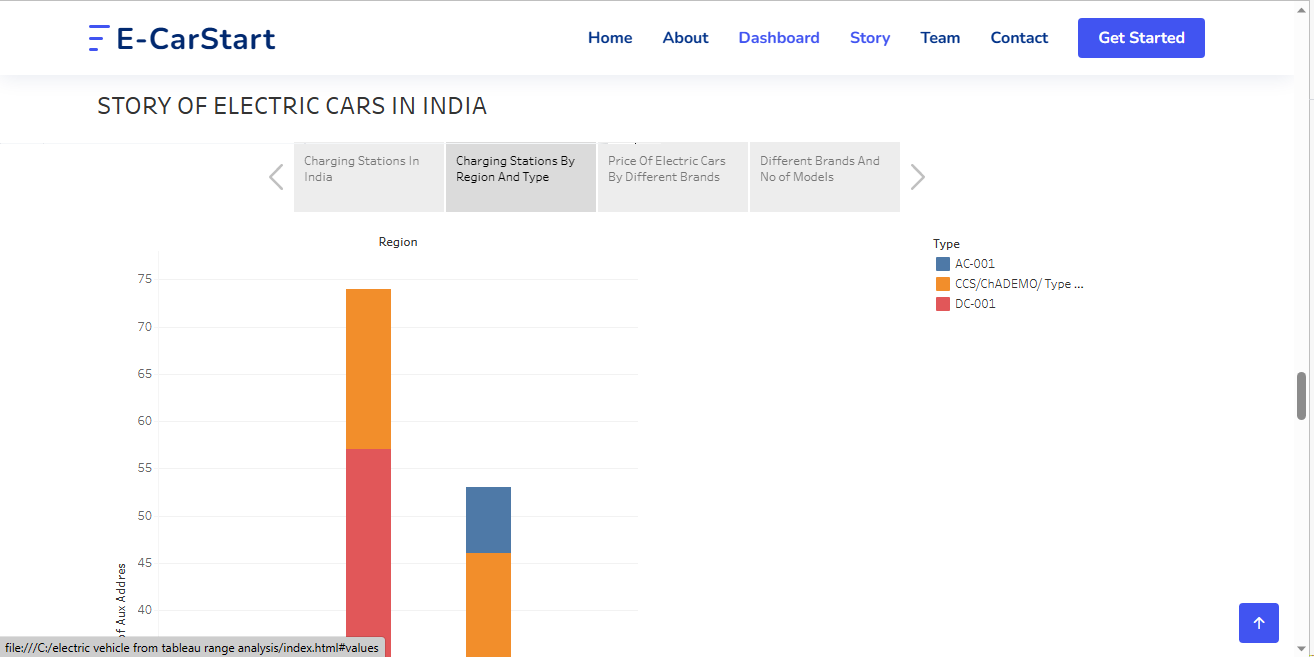 E-CarStart
Home About Dashboard Story Team Contact Get Started
STORY OF ELECTRIC CARS IN INDIA
Charging Stations In
India
Charging Stations By
Region And Type
Price Of Electric Cars
By Different Brands
Different Brands And
No of Models
Region
Type
AC-001
CCS/ChADEMO/ Type ...
DC-001
75
70
65
60
55
50
45
40
of Aux Addres
file:///C:/electric vehicle from tableau range analysis/index.html#values